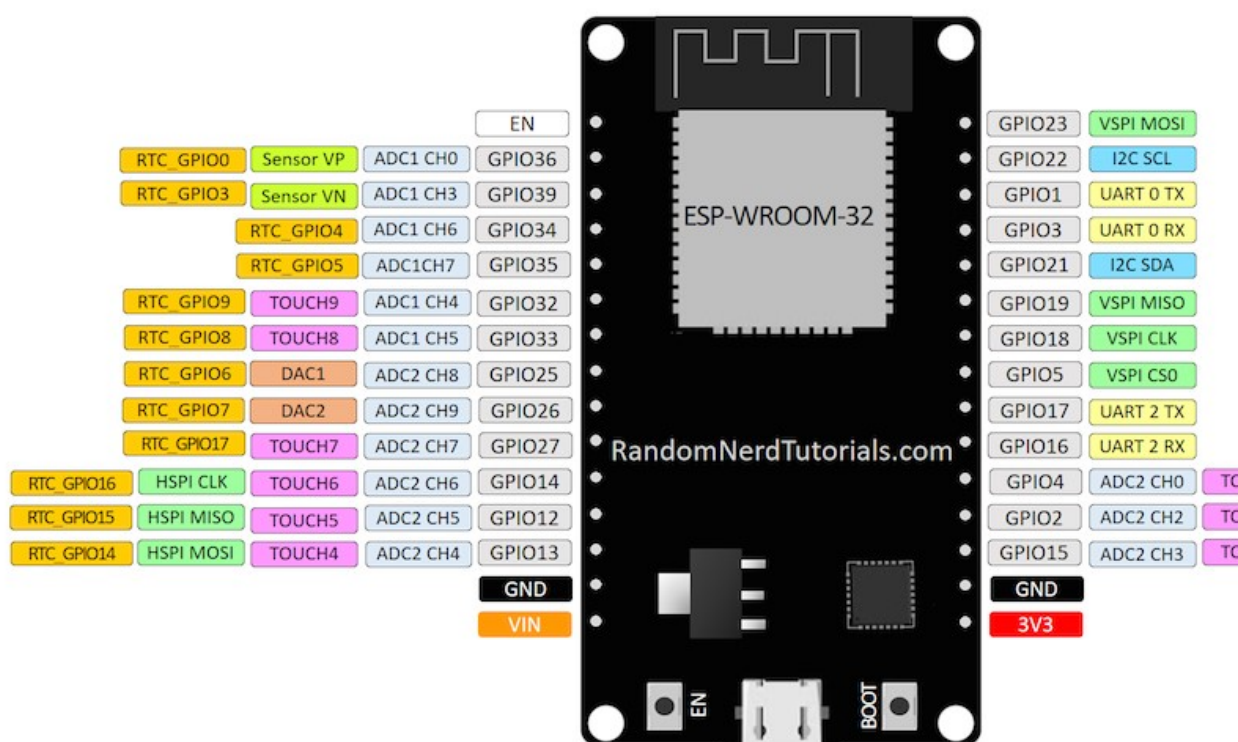 EN GPIO23 VSPI MOSI
RTC_GPIO0 Sensor VP ADC1 CH0 GPIO36 GPIO22 I2C SCL
RTC_GPIO3 Sensor VN ADC1 CH3 GPIO39 GPIO1 UART 0 TX
RTC_GPIO4 ADC1 CH6 GPIO34 ESP-WROOM-32 GPIO3 UART 0 RX
RTC_GPIO5 ADC1CH7 GPIO35 GPIO21 I2C SDA
RTC_GPIO9 TOUCH9 ADC1 CH4 GPIO32 GPIO19 VSPI MISO
RTC_GPIO8 TOUCH8 ADC1 CH5 GPIO33 GPIO18 VSPI CLK
RTC_GPIO6 DAC1 ADC2 CH8 GPIO25 GPIO5 VSPI CS0
RTC_GPIO7 DAC2 ADC2 CH9 GPIO26 GPIO17 UART 2 TX
RTC_GPIO17 TOUCH7 ADC2 CH7 GPIO27 RandomNerdTutorials.com GPIO16 UART 2 RX
RTC_GPIO16 HSPI CLK TOUCH6 ADC2 CH6 GPIO14 GPIO4 ADC2 CH0
RTC_GPIO15 HSPI MISO TOUCH5 ADC2 CH5 GPIO12 GPIO2 ADC2 CH2
RTC_GPIO14 HSPI MOSI TOUCH4 ADC2 CH4 GPIO13 GPIO15 ADC2 CH3
GND GND
VIN 3V3
EN BOOT